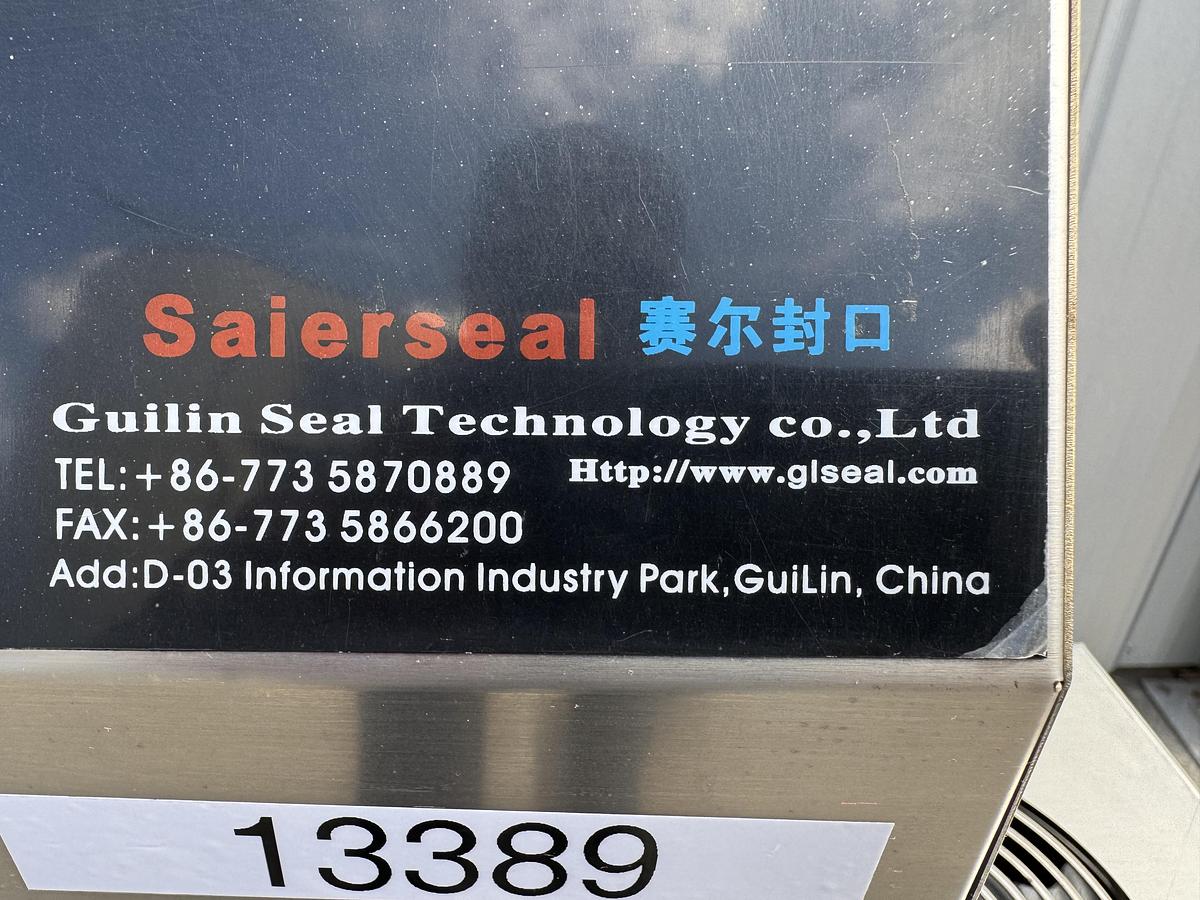 Saierseal 赛尔封口
Guilin Seal Technology co.,Ltd
TEL:+86-773 5870889 Http://www.glseal.com
FAX:+86-773 5866200
Add:D-03 Information Industry Park,GuiLin, China
13389